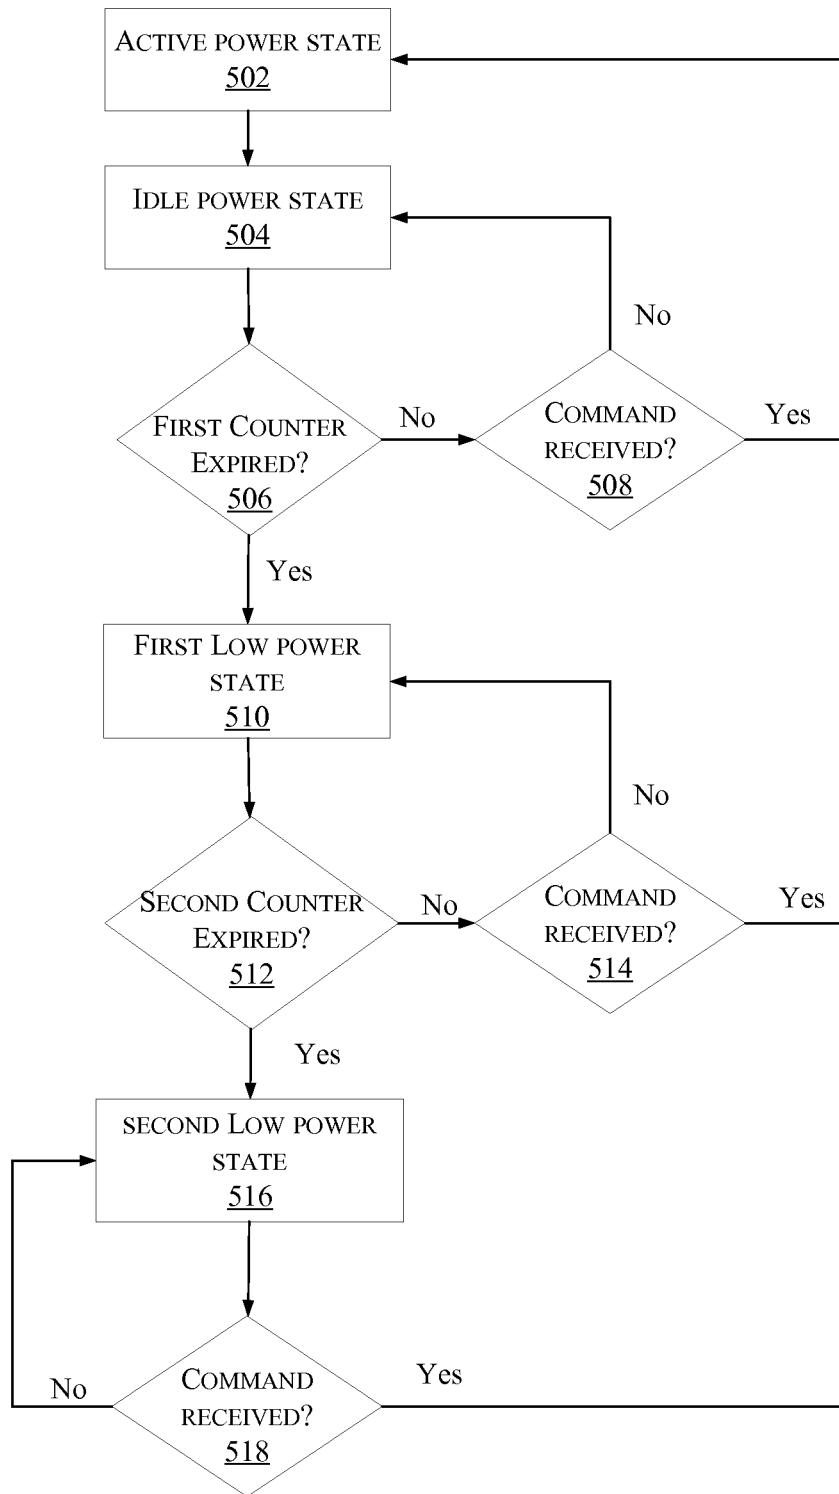 ACTIVE POWER STATE
502
IDLE POWER STATE
504
No
FIRST COUNTER
EXPIRED?
506
No
COMMAND
RECEIVED?
508
Yes
Yes
FIRST LOW POWER
STATE
510
No
SECOND COUNTER
EXPIRED?
512
No
COMMAND
RECEIVED?
514
Yes
Yes
SECOND LOW POWER
STATE
516
No
COMMAND
RECEIVED?
518
Yes